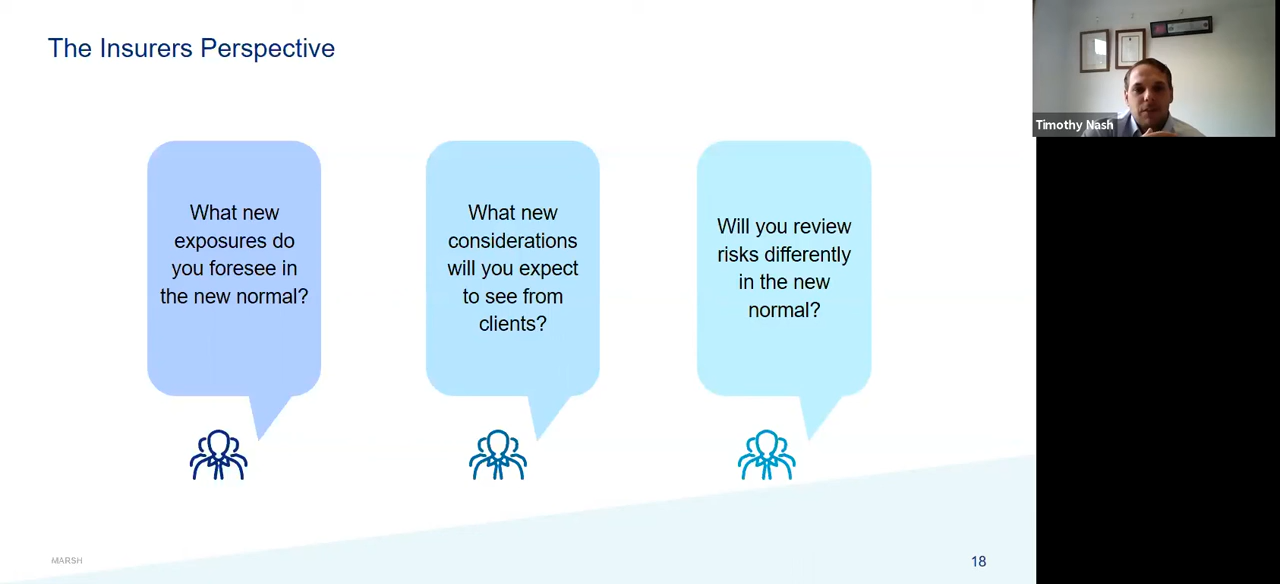 The Insurers Perspective
What new
exposures do
you foresee in
the new normal?
What new
considerations
will you expect
to see from
clients?
Will you review
risks differently
in the new
normal?
MARSH
18
Timothy Nash